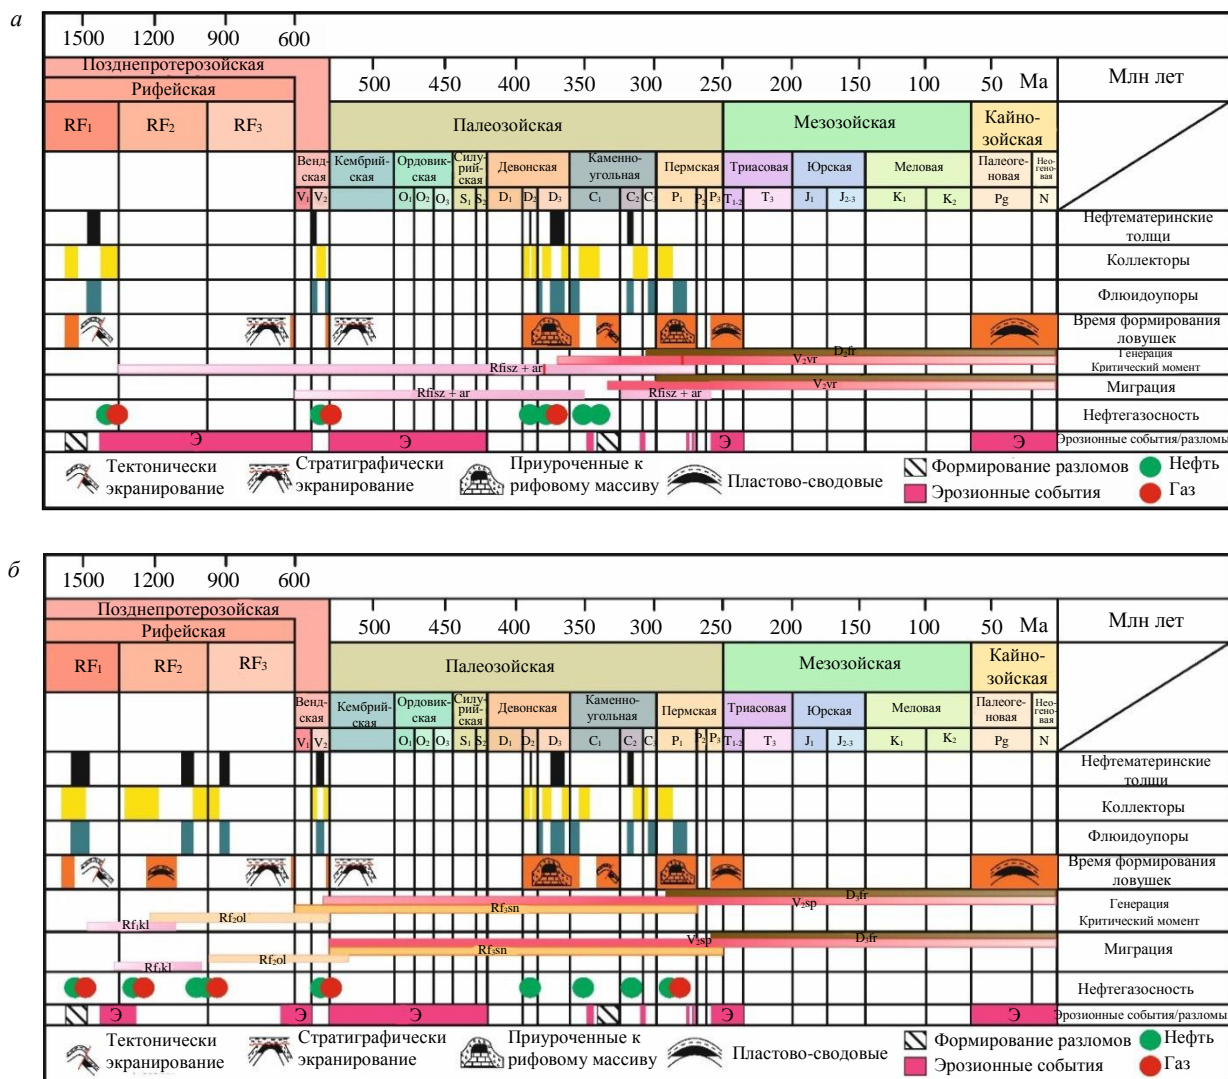 а
1500 1200 900 600
Позднепротерозойская
500 450 400 350 300 250 200 150 100 50 Ma
Млн лет
Рифейская
RF₁ RF₂ RF₃
Палеозойская
Мезозойская
Кайно-
зойская
Венд-
ская
Кембрий-
ская
Ордовик-
ская
Силу-
рий-
ская
Девонская
Каменно-
угольная
Пермская
Триасовая
Юрская
Меловая
Палеоге-
новая
Нео-
гено-
вая
V₁ V₂ O₁ O₂ O₃ S₁ S₂ D₁ D₂ D₃ C₁ C₂ C₃ P₁ P₂ P₃ T₁₋₂ T₃ J₁ J₂₋₃ K₁ K₂ Pg N
Нефтематеринские
толщи
Коллекторы
Флюидоупоры
Время формирования
ловушек
D₂fr
V₂vr
Rfisz + ar
Генерация
Критический момент
V₂vr
Rfisz + ar Rfisz + ar
Миграция
Нефтегазосность
Э Э Э Э
Эрозионные события/разломы
Тектонически
экранирование
Стратиграфически
экранирование
Приуроченные к
рифовому массиву
Пластово-сводовые
Формирование разломов
Эрозионные события
Нефть
Газ
б
1500 1200 900 600
Позднепротерозойская
500 450 400 350 300 250 200 150 100 50 Ma
Млн лет
Рифейская
RF₁ RF₂ RF₃
Палеозойская
Мезозойская
Кайно-
зойская
Венд-
ская
Кембрий-
ская
Ордовик-
ская
Силу-
рий-
ская
Девонская
Каменно-
угольная
Пермская
Триасовая
Юрская
Меловая
Палеоге-
новая
Нео-
гено-
вая
V₁ V₂ O₁ O₂ O₃ S₁ S₂ D₁ D₂ D₃ C₁ C₂ C₃ P₁ P₂ P₃ T₁₋₂ T₃ J₁ J₂₋₃ K₁ K₂ Pg N
Нефтематеринские
толщи
Коллекторы
Флюидоупоры
Время формирования
ловушек
D₃fr
V₂sp
Rf₃sn
Rf₂ol
Rf₁kl
Генерация
Критический момент
V₂sp D₃fr
Rf₃sn
Rf₂ol
Rf₁kl
Миграция
Нефтегазосность
Э Э Э Э Э
Эрозионные события/разломы
Тектонически
экранирование
Стратиграфически
экранирование
Приуроченные к
рифовому массиву
Пластово-сводовые
Формирование разломов
Эрозионные события
Нефть
Газ